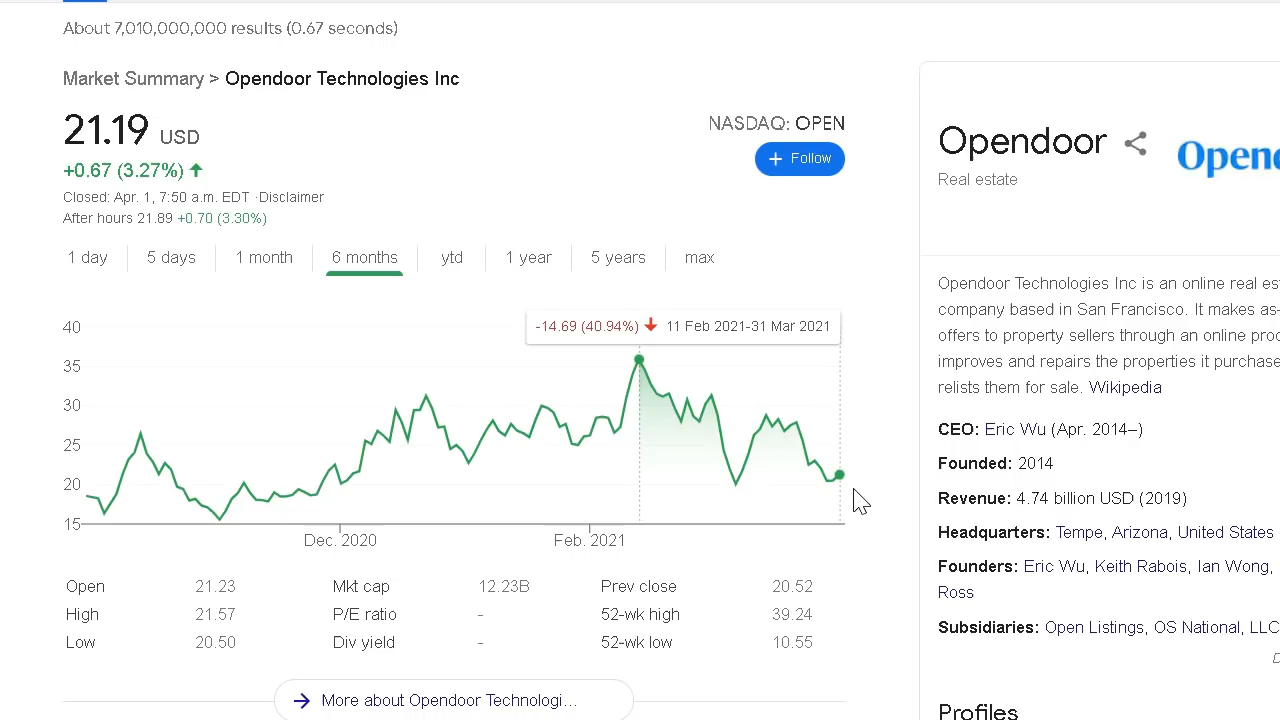 About 7,010,000,000 results (0.67 seconds)
Market Summary > Opendoor Technologies Inc
21.19 USD
+0.67 (3.27%)
Closed: Apr. 1, 7:50 a.m. EDT ·Disclaimer
After hours 21.89 +0.70 (3.30%)
NASDAQ: OPEN
+ Follow
1 day 5 days 1 month 6 months ytd 1 year 5 years max
-14.69 (40.94%) 11 Feb 2021-31 Mar 2021
40
35
30
25
20
15
Dec. 2020 Feb. 2021
Open 21.23 Mkt cap 12.23B Prev close 20.52
High 21.57 P/E ratio - 52-wk high 39.24
Low 20.50 Div yield - 52-wk low 10.55
More about Opendoor Technologi...
Opendoor
Real estate
Opendoor Technologies Inc is an online real es
company based in San Francisco. It makes as-
offers to property sellers through an online proc
improves and repairs the properties it purchase
relists them for sale. Wikipedia
CEO: Eric Wu (Apr. 2014–)
Founded: 2014
Revenue: 4.74 billion USD (2019)
Headquarters: Tempe, Arizona, United States
Founders: Eric Wu, Keith Rabois, Ian Wong,
Ross
Subsidiaries: Open Listings, OS National, LLC
Profiles